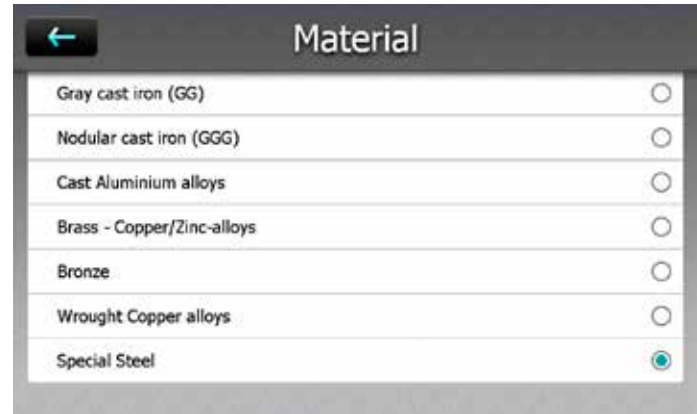 Material
Gray cast iron (GG)
Nodular cast iron (GGG)
Cast Aluminium alloys
Brass - Copper/Zinc-alloys
Bronze
Wrought Copper alloys
Special Steel